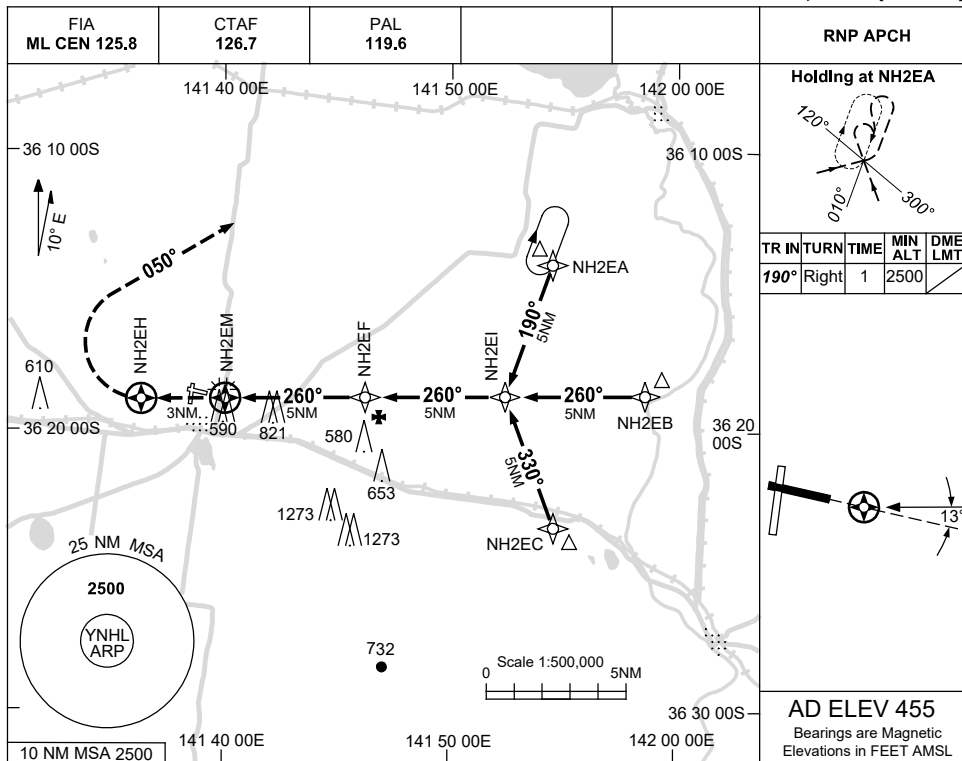 FIA
ML CEN 125.8
CTAF
126.7
PAL
119.6
RNP APCH
141 40 00E
141 50 00E
142 00 00E
36 10 00S
36 10 00S
10° E
050°
NH2EA
190°
5NM
NH2EH
NH2EM
NH2EF
NH2EI
610
260°
5NM
260°
5NM
260°
5NM
3NM
590
821
580
NH2EB
36 20 00S
36 20
00S
653
330°
5NM
1273
1273
NH2EC
25 NM MSA
2500
YNHL
ARP
732
Scale 1:500,000
0
5NM
36 30 00S
10 NM MSA 2500
141 40 00E
141 50 00E
142 00 00E
Holding at NH2EA
120°
010°
300°
TR IN TURN TIME MIN ALT DME LMT
190° Right 1 2500
13°
AD ELEV 455
Bearings are Magnetic
Elevations in FEET AMSL